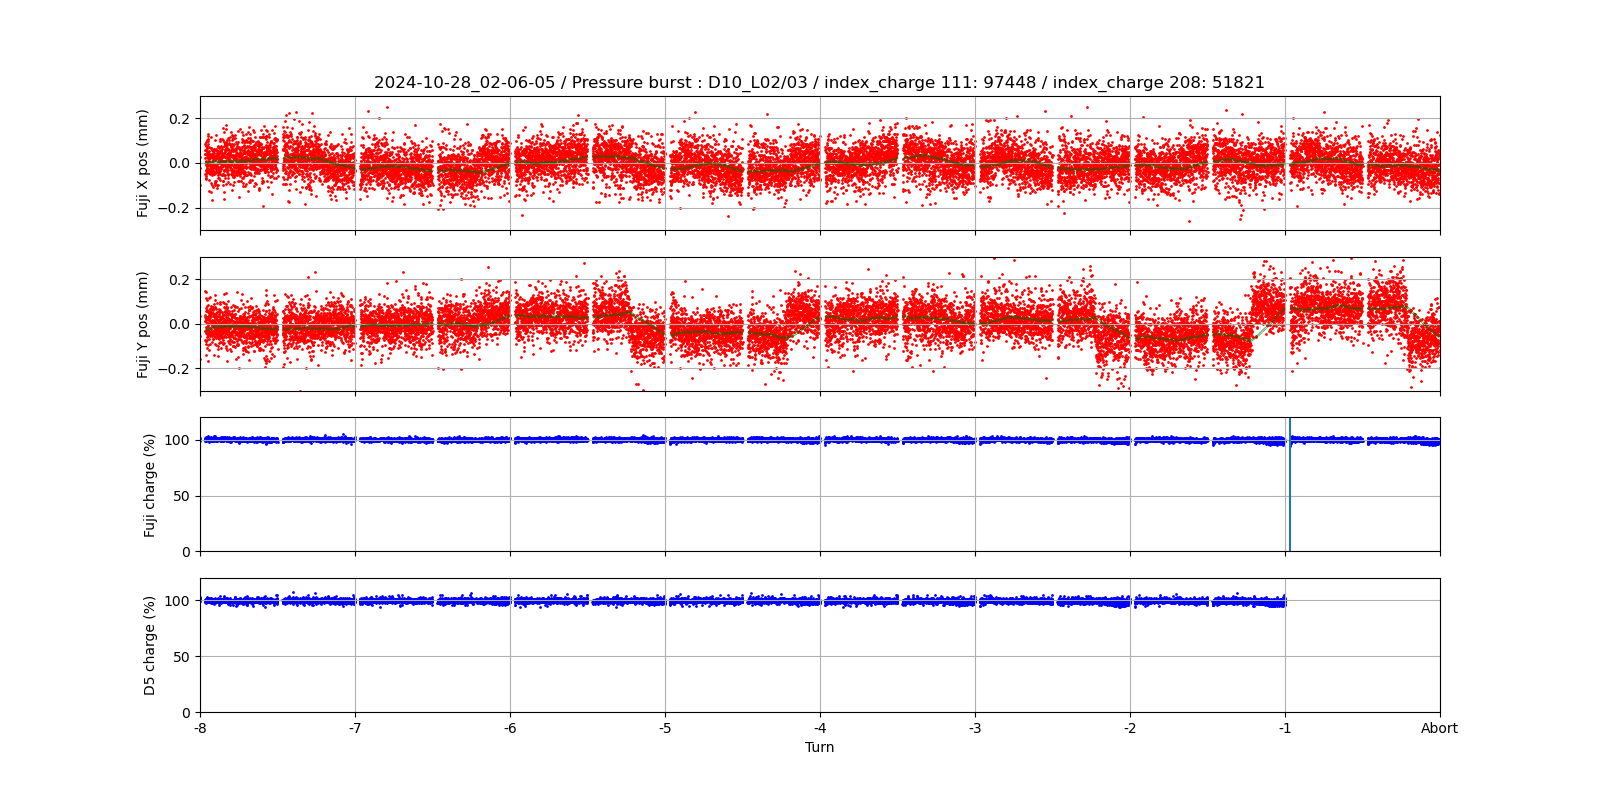 2024-10-28_02-06-05 / Pressure burst : D10_L02/03 / index_charge 111: 97448 / index_charge 208: 51821
Fuji X pos (mm)
0.2
0.0
−0.2
Fuji Y pos (mm)
0.2
0.0
−0.2
Fuji charge (%)
100
50
0
D5 charge (%)
100
50
0
-8 -7 -6 -5 -4 -3 -2 -1 Abort
Turn